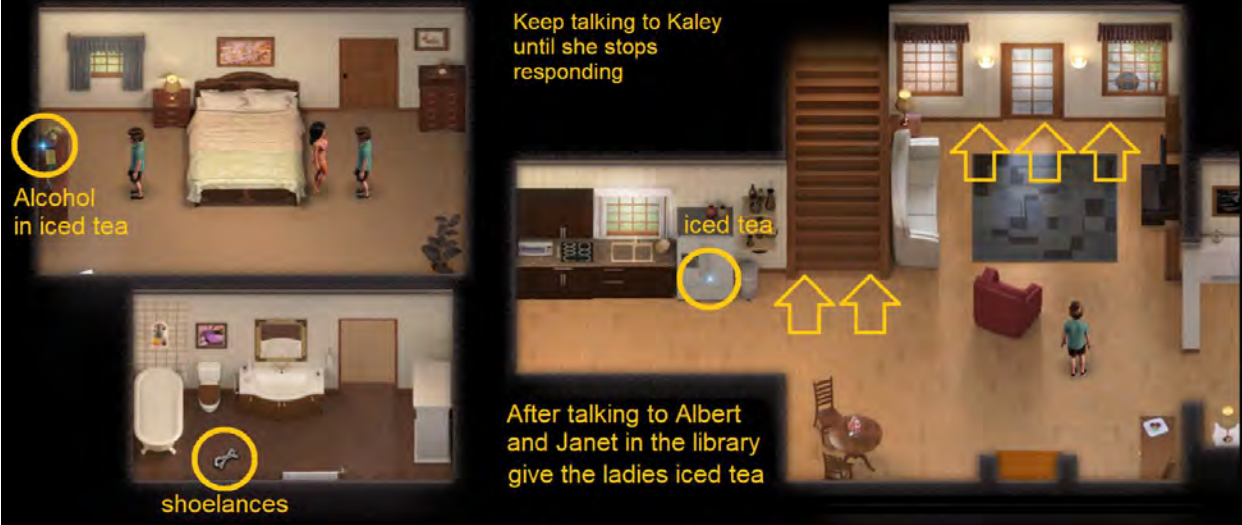 Keep talking to Kaley
until she stops
responding
Alcohol
in iced tea
iced tea
After talking to Albert
and Janet in the library
give the ladies iced tea
shoelances